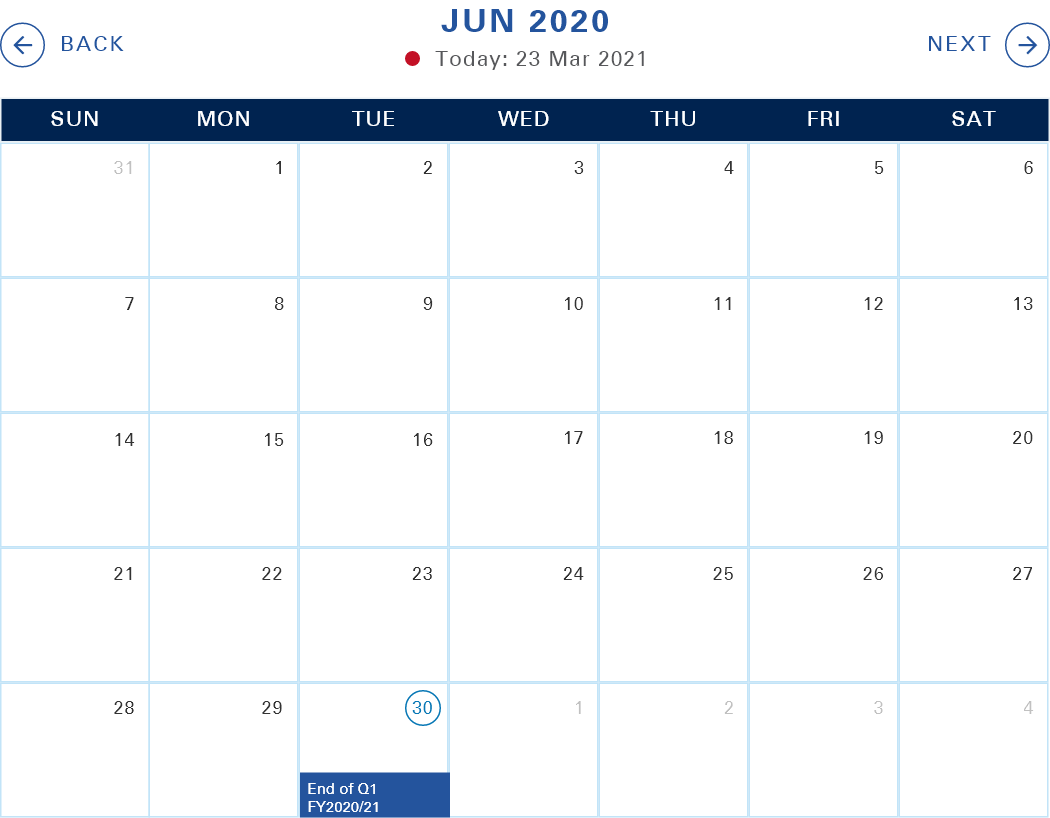 JUN 2020
BACK
Today: 23 Mar 2021
NEXT
SUN MON TUE WED THU FRI SAT
31 1 2 3 4 5 6
7 8 9 10 11 12 13
14 15 16 17 18 19 20
21 22 23 24 25 26 27
28 29 30 1 2 3 4
End of Q1
FY2020/21